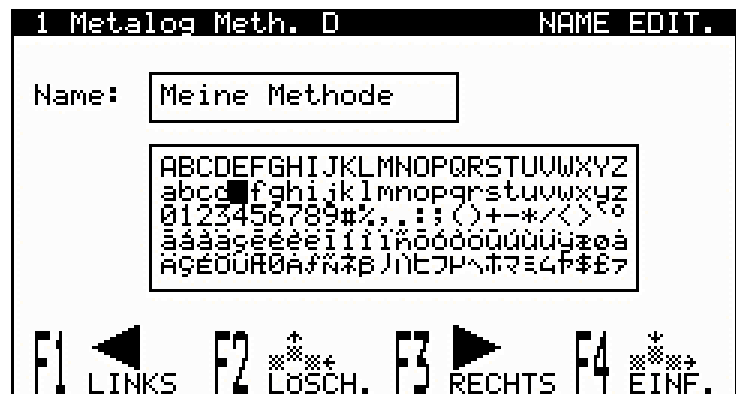 1 Metalog Meth. D NAME EDIT.
Name: Meine Methode
ABCDEFGHIJKLMNOPQRSTUVWXYZ
abcd fghijklmnopqrstuvwxyz
0123456789#%,.:;()+-*/<>`°
F1 LINKS F2 LÖSCH. F3 RECHTS F4 EINF.